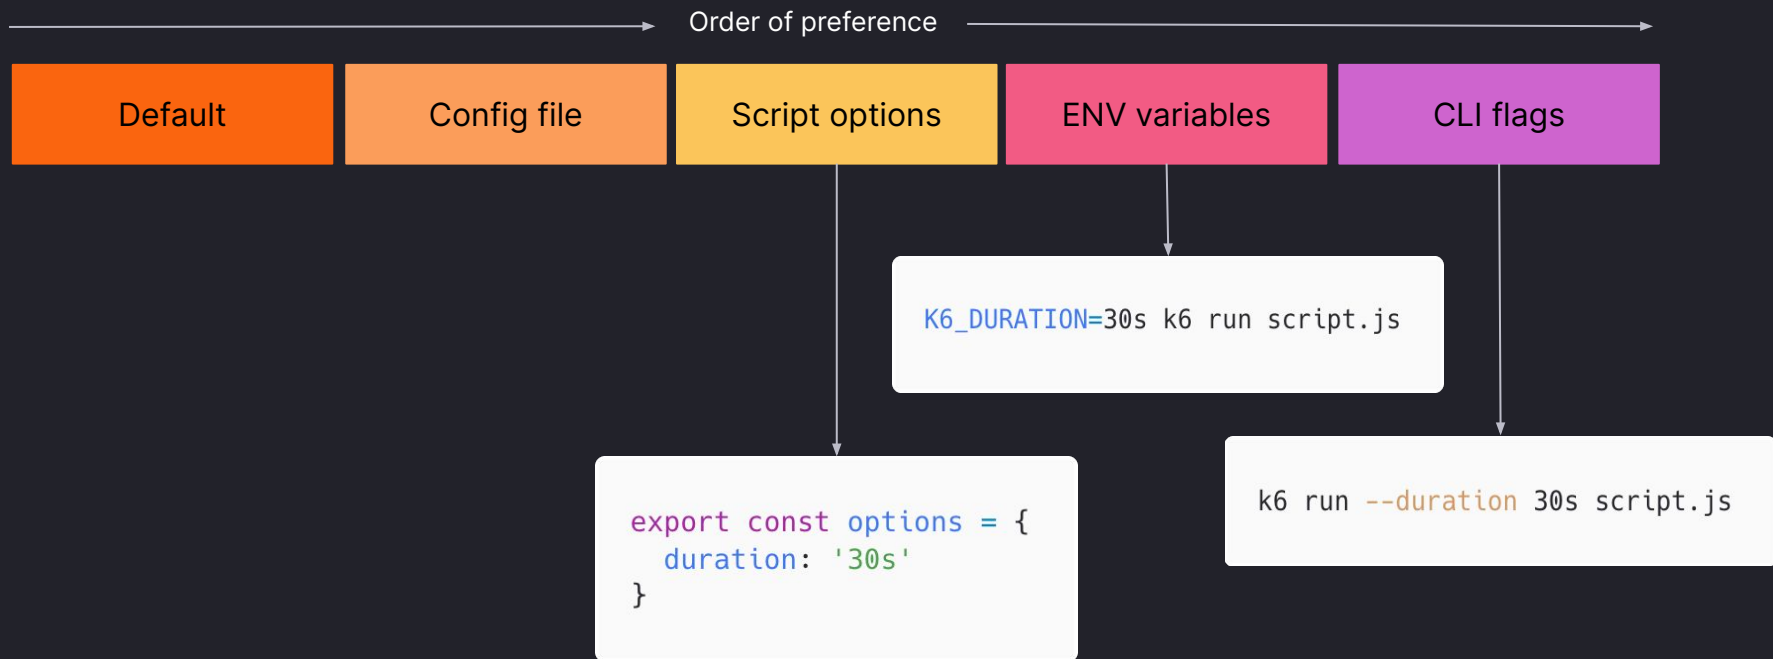 Order of preference
Default
Config file
Script options
ENV variables
CLI flags
K6_DURATION=30s k6 run script.js
k6 run --duration 30s script.js
export const options = {
  duration: '30s'
}